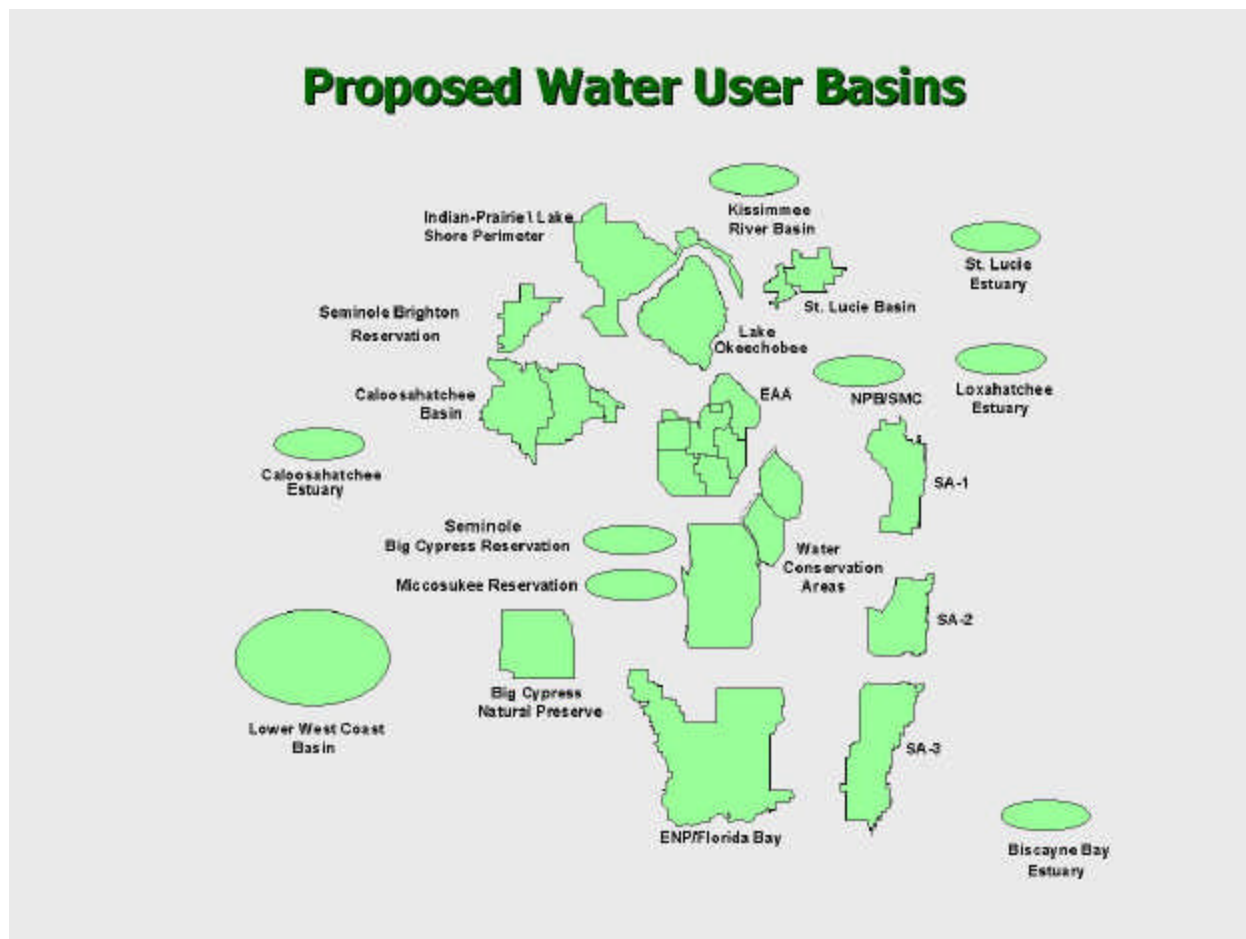 Proposed Water User Basins
Kissimmee
River Basin
Indian-Prairie\ Lake
Shore Perimeter
St. Lucie
Estuary
St. Lucie Basin
Seminole Brighton
Reservation
Lake
Okeechobee
Caloosahatchee
Basin
EAA
NPB/SMC
Loxahatchee
Estuary
Caloosahatchee
Estuary
SA-1
Seminole
Big Cypress Reservation
Water
Conservation
Areas
Miccosukee Reservation
SA-2
Big Cypress
Natural Preserve
Lower West Coast
Basin
SA-3
ENP/Florida Bay
Biscayne Bay
Estuary